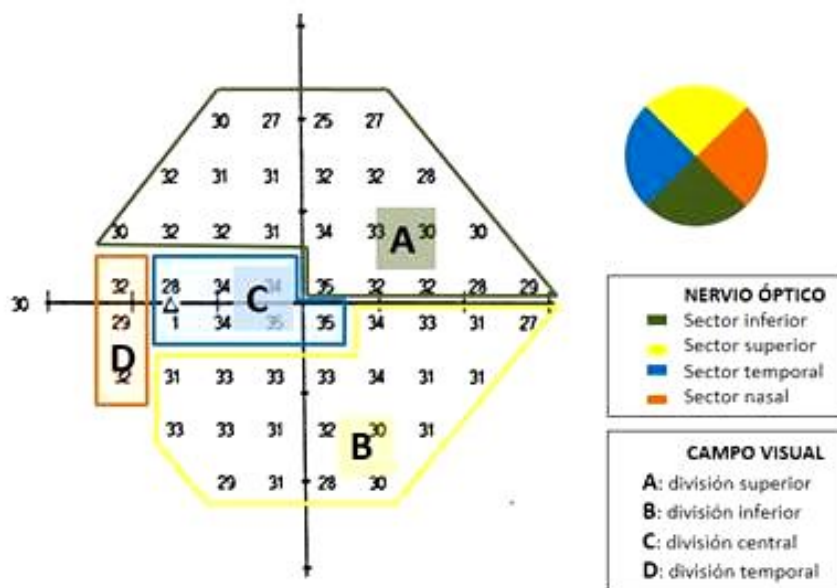 30 27 25 27
32 31 31 32 32 28
30 32 32 31 34 33 30 30
A
32 28 34 34 35 32 32 28 29
30
C
29 1 34 35 35 34 33 31 27
D
32 31 33 33 33 34 31 31
33 33 31 32 30 31
B
29 31 28 30
NERVIO ÓPTICO
Sector inferior
Sector superior
Sector temporal
Sector nasal
CAMPO VISUAL
A: división superior
B: división inferior
C: división central
D: división temporal